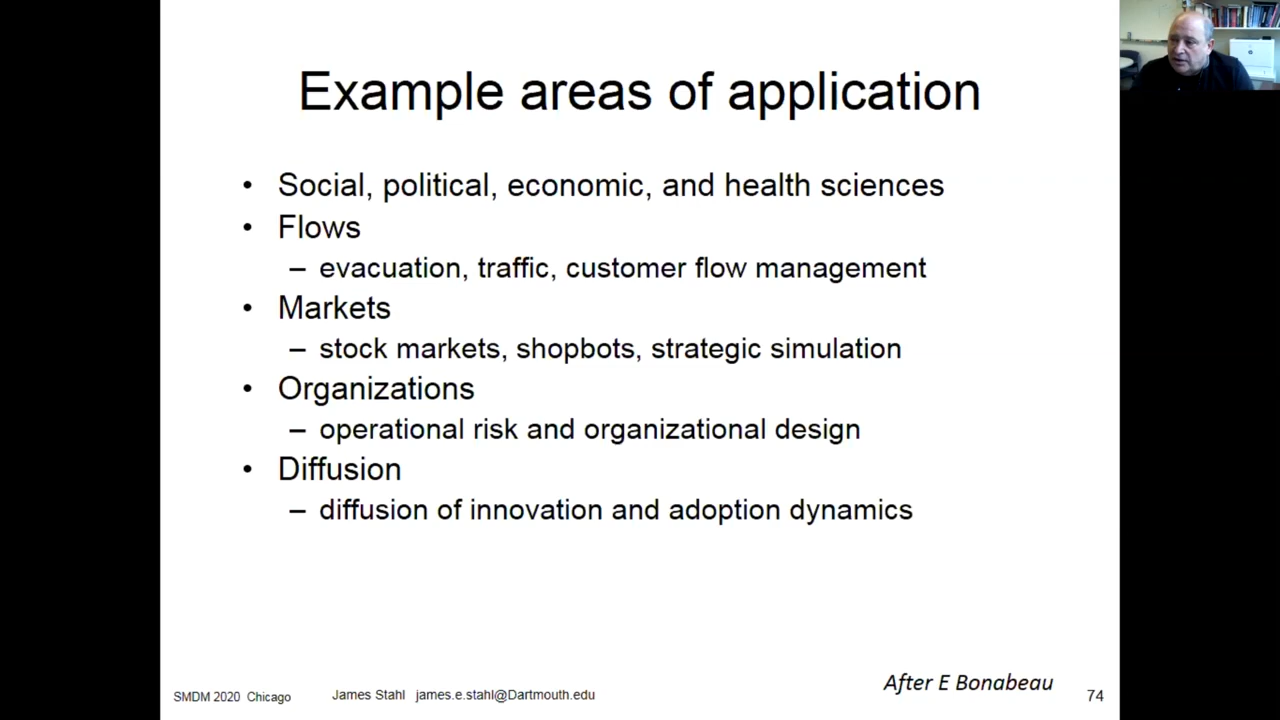 Example areas of application
• Social, political, economic, and health sciences
• Flows
– evacuation, traffic, customer flow management
• Markets
– stock markets, shopbots, strategic simulation
• Organizations
– operational risk and organizational design
• Diffusion
– diffusion of innovation and adoption dynamics
After E Bonabeau
SMDM 2020 Chicago
James Stahl james.e.stahl@Dartmouth.edu
74